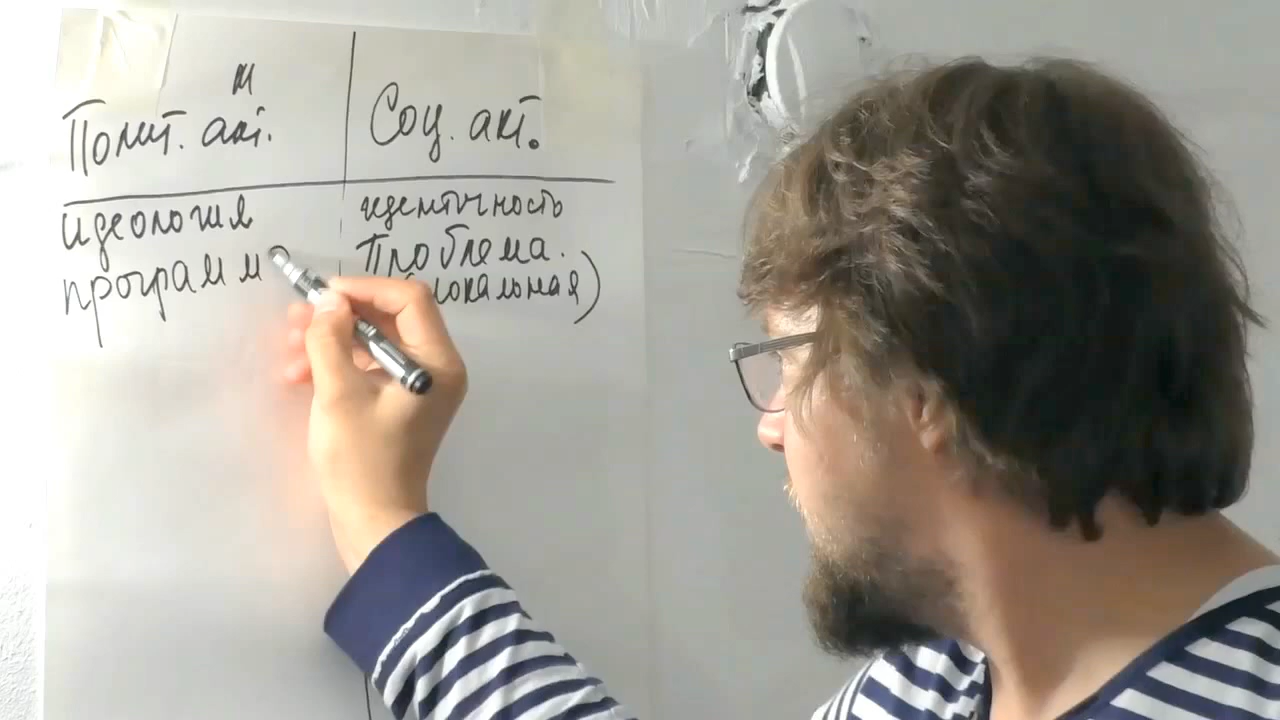 Полит. акт. Соц. акт.
идеология идентичность
программ Проблема.
локальная)